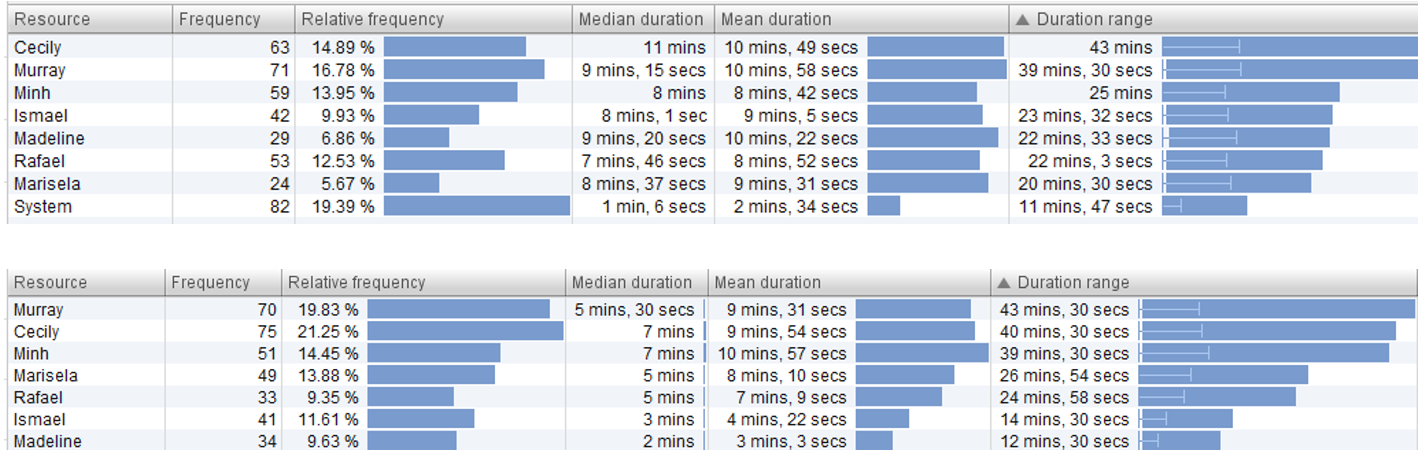 Resource Frequency Relative frequency Median duration Mean duration ▲ Duration range
Cecily 63 14.89 % 11 mins 10 mins, 49 secs 43 mins
Murray 71 16.78 % 9 mins, 15 secs 10 mins, 58 secs 39 mins, 30 secs
Minh 59 13.95 % 8 mins 8 mins, 42 secs 25 mins
Ismael 42 9.93 % 8 mins, 1 sec 9 mins, 5 secs 23 mins, 32 secs
Madeline 29 6.86 % 9 mins, 20 secs 10 mins, 22 secs 22 mins, 33 secs
Rafael 53 12.53 % 7 mins, 46 secs 8 mins, 52 secs 22 mins, 3 secs
Marisela 24 5.67 % 8 mins, 37 secs 9 mins, 31 secs 20 mins, 30 secs
System 82 19.39 % 1 min, 6 secs 2 mins, 34 secs 11 mins, 47 secs
Resource Frequency Relative frequency Median duration Mean duration ▲ Duration range
Murray 70 19.83 % 5 mins, 30 secs 9 mins, 31 secs 43 mins, 30 secs
Cecily 75 21.25 % 7 mins 9 mins, 54 secs 40 mins, 30 secs
Minh 51 14.45 % 7 mins 10 mins, 57 secs 39 mins, 30 secs
Marisela 49 13.88 % 5 mins 8 mins, 10 secs 26 mins, 54 secs
Rafael 33 9.35 % 5 mins 7 mins, 9 secs 24 mins, 58 secs
Ismael 41 11.61 % 3 mins 4 mins, 22 secs 14 mins, 30 secs
Madeline 34 9.63 % 2 mins 3 mins, 3 secs 12 mins, 30 secs